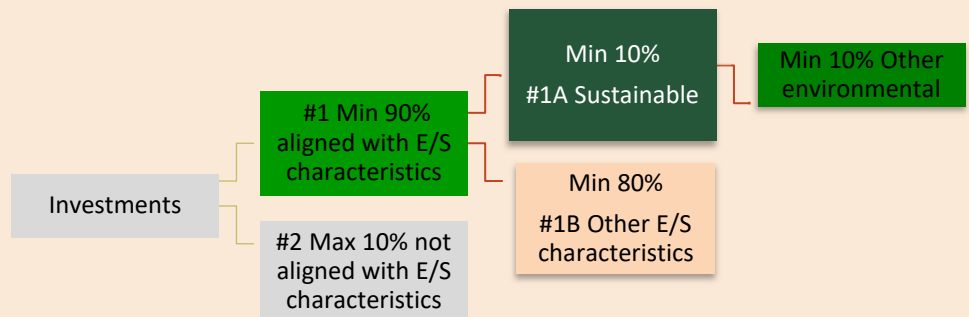 Investments
#1 Min 90%
aligned with E/S
characteristics
#2 Max 10% not
aligned with E/S
characteristics
Min 10%
#1A Sustainable
Min 80%
#1B Other E/S
characteristics
Min 10% Other
environmental